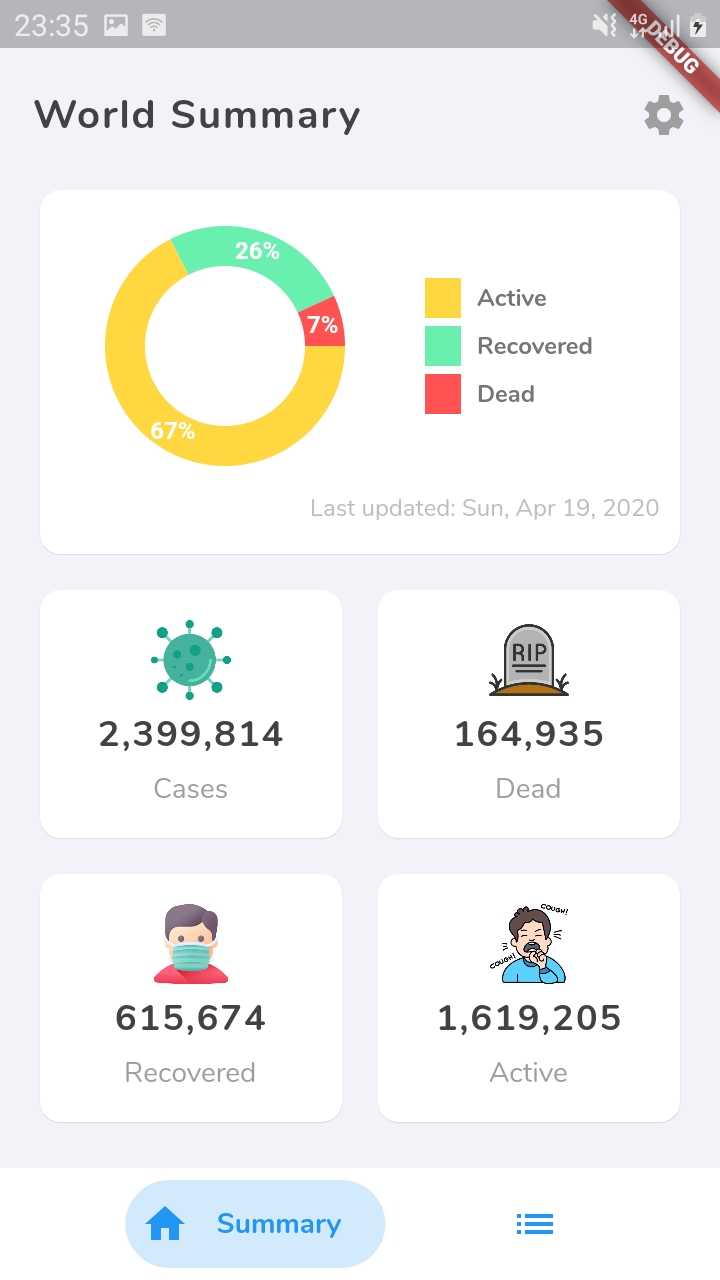 23:35
4G
DEBUG
World Summary
26%
7%
67%
Active
Recovered
Dead
Last updated: Sun, Apr 19, 2020
RIP
2,399,814
164,935
Cases
Dead
COUGH!
COUGH!
615,674
1,619,205
Recovered
Active
Summary